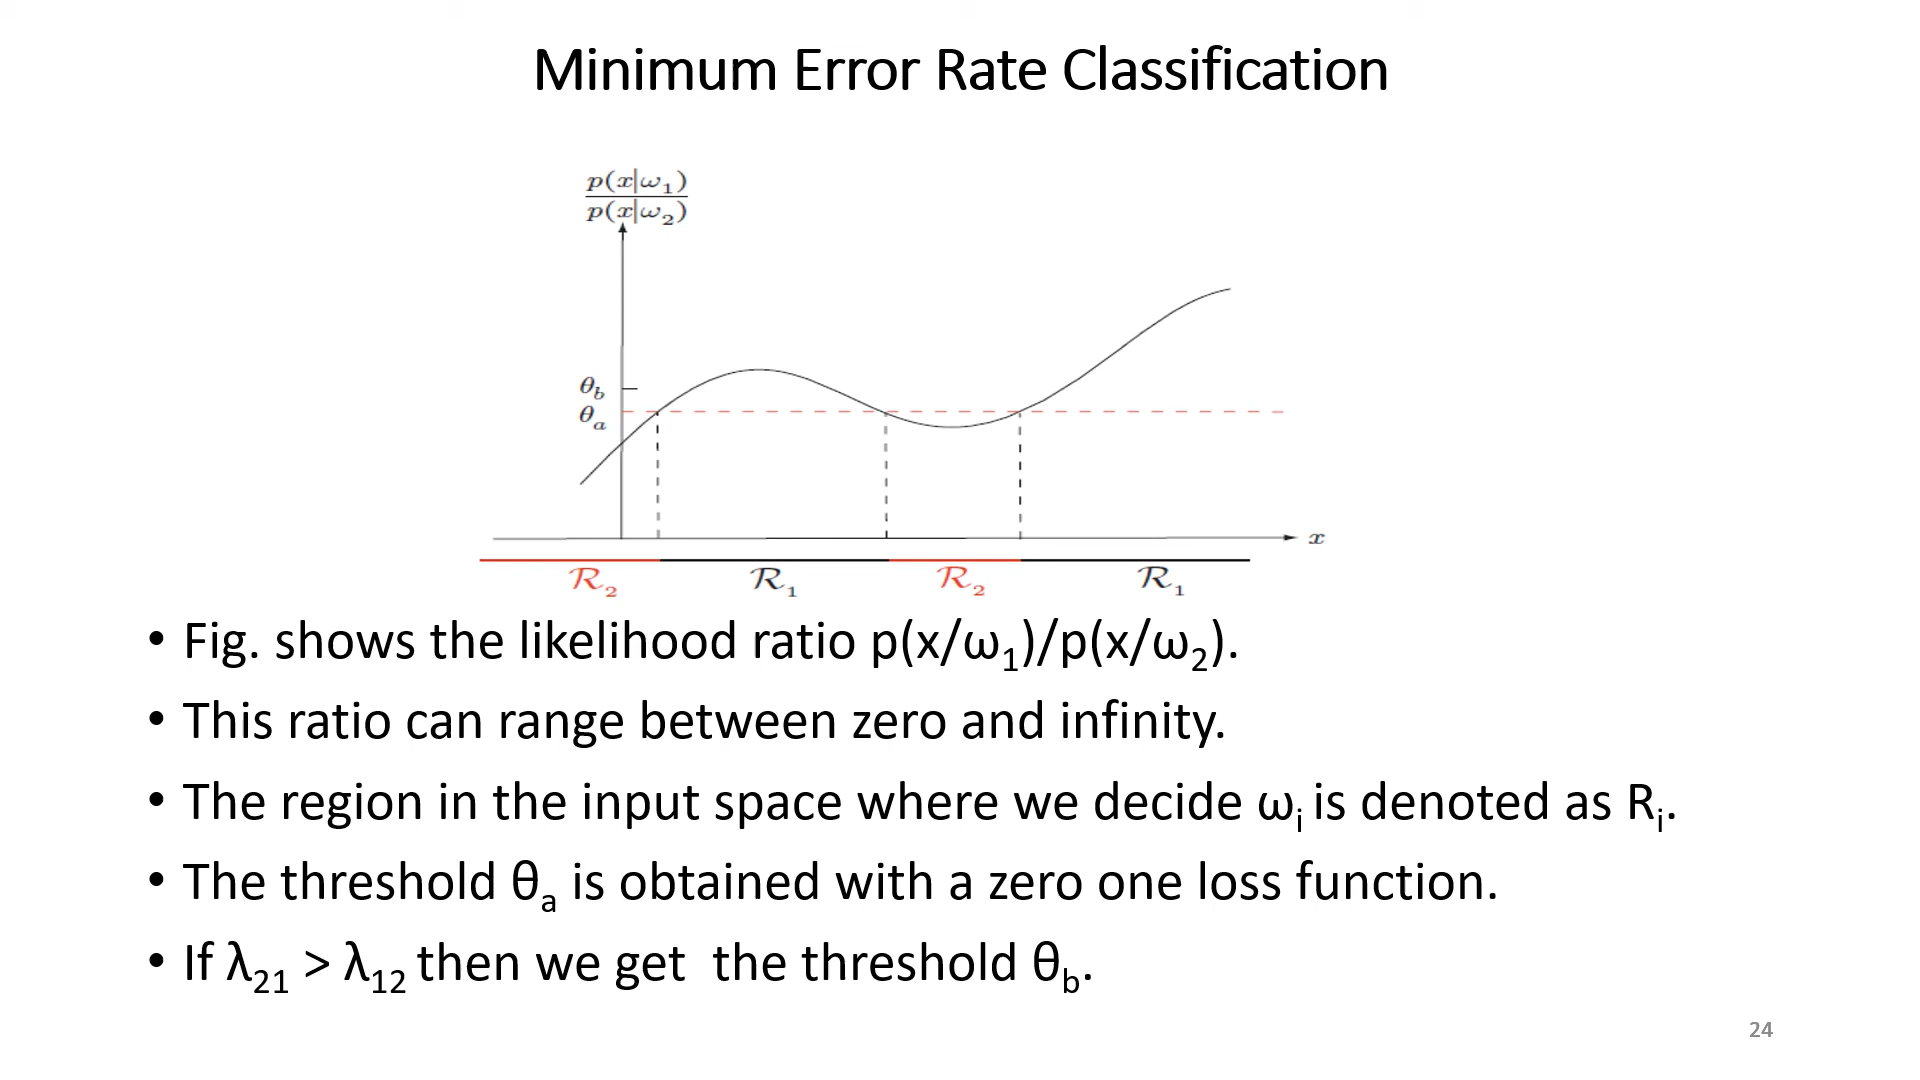 Minimum Error Rate Classification
p(x|ω₁)
p(x|ω₂)
θ_b
θ_a
x
R₂ R₁ R₂ R₁
• Fig. shows the likelihood ratio p(x/ω₁)/p(x/ω₂).
• This ratio can range between zero and infinity.
• The region in the input space where we decide ωᵢ is denoted as Rᵢ.
• The threshold θₐ is obtained with a zero one loss function.
• If λ₂₁ > λ₁₂ then we get the threshold θ_b.
24